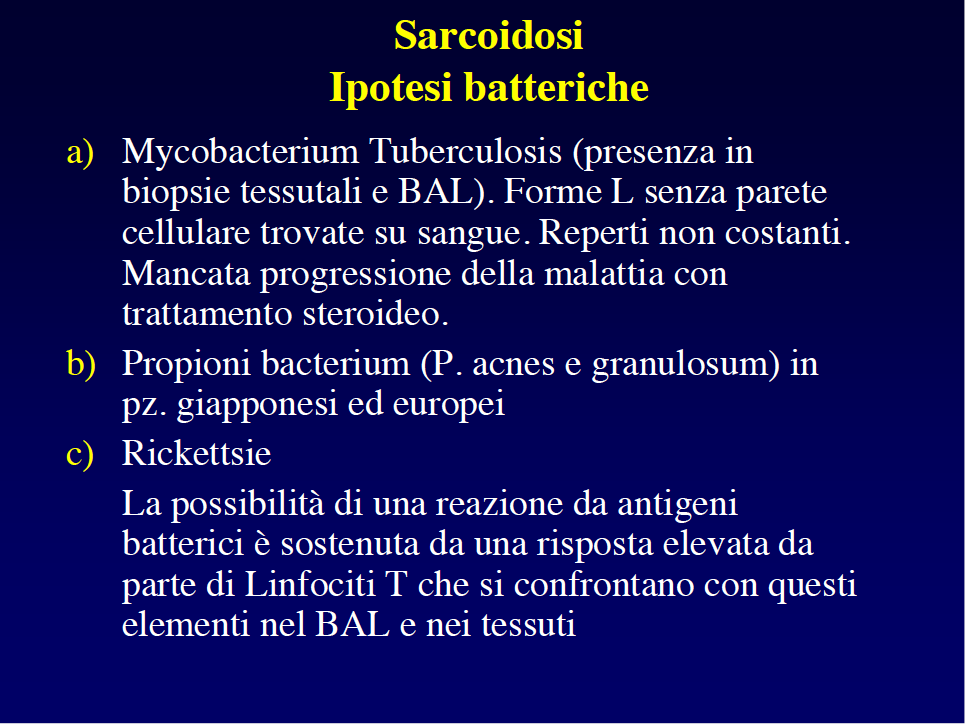 Sarcoidosi
Ipotesi batteriche
a) Mycobacterium Tuberculosis (presenza in
biopsie tessutali e BAL). Forme L senza parete
cellulare trovate su sangue. Reperti non costanti.
Mancata progressione della malattia con
trattamento steroideo.
b) Propioni bacterium (P. acnes e granulosum) in
pz. giapponesi ed europei
c) Rickettsie
La possibilità di una reazione da antigeni
batterici è sostenuta da una risposta elevata da
parte di Linfociti T che si confrontano con questi
elementi nel BAL e nei tessuti